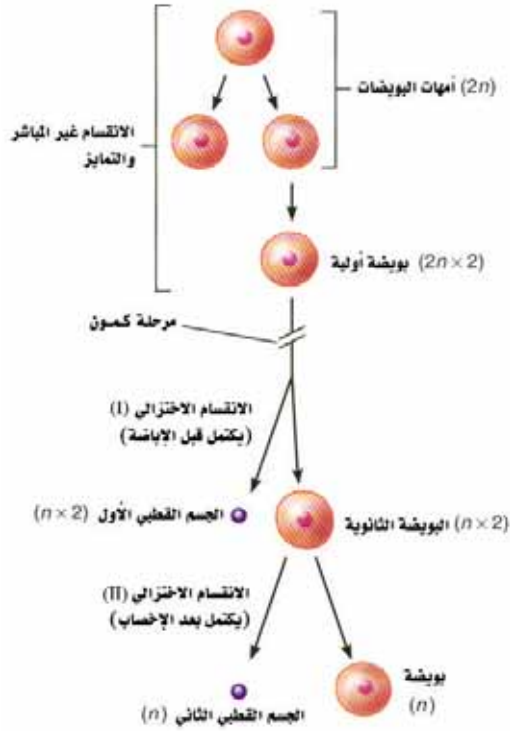 أمهات البويضات (2n)
الانقسام غير المباشر
والتمايز
بويضة أولية (2n × 2)
مرحلة كمون
الانقسام الاختزالي (I)
(يكتمل قبل الإباضة)
البويضة الثانوية (n × 2)
الجسم القطبي الأول (n × 2)
الانقسام الاختزالي (II)
(يكتمل بعد الإخصاب)
بويضة
(n)
الجسم القطبي الثاني (n)